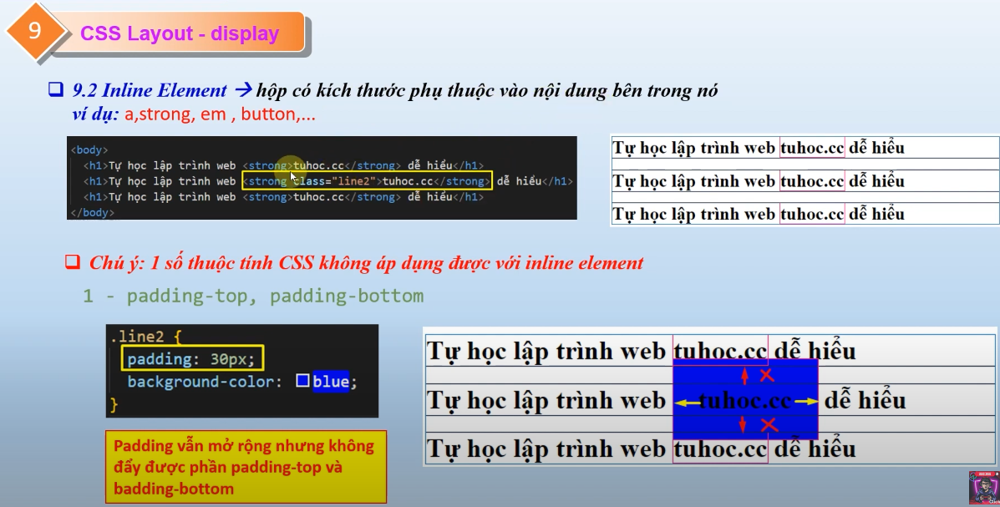 9
CSS Layout - display
❑ 9.2 Inline Element → hộp có kích thước phụ thuộc vào nội dung bên trong nó
ví dụ: a,strong, em , button,...
<body>
<h1>Tự học lập trình web <strong>tuhoc.cc</strong> dễ hiểu</h1>
<h1>Tự học lập trình web <strong class="line2">tuhoc.cc</strong> dễ hiểu</h1>
<h1>Tự học lập trình web <strong>tuhoc.cc</strong> dễ hiểu</h1>
</body>
Tự học lập trình web tuhoc.cc dễ hiểu
Tự học lập trình web tuhoc.cc dễ hiểu
Tự học lập trình web tuhoc.cc dễ hiểu
❑ Chú ý: 1 số thuộc tính CSS không áp dụng được với inline element
1 - padding-top, padding-bottom
.line2 {
padding: 30px;
background-color: blue;
}
Padding vẫn mở rộng nhưng không
đẩy được phần padding-top và
badding-bottom
Tự học lập trình web tuhoc.cc dễ hiểu
Tự học lập trình web tuhoc.cc dễ hiểu
Tự học lập trình web tuhoc.cc dễ hiểu